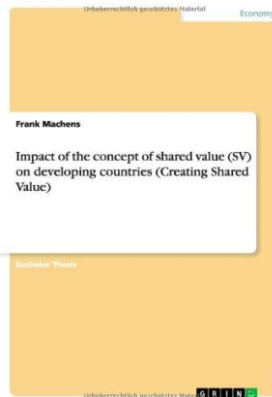 Urheberrechtlich geschütztes Material
Economy
Frank Machens
Impact of the concept of shared value (SV)
on developing countries (Creating Shared
Value)
Bachelor Thesis
Urheberrechtlich geschütztes Material
GRIN